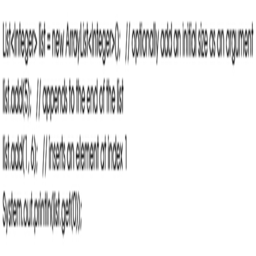 List<Integer> list = new ArrayList<Integer>(); // optionally add an initial size as an argument
list.add(5); // appends to the end of the list
list.add(1, 6); // inserts an element at index 1
System.out.println(list.get(0));